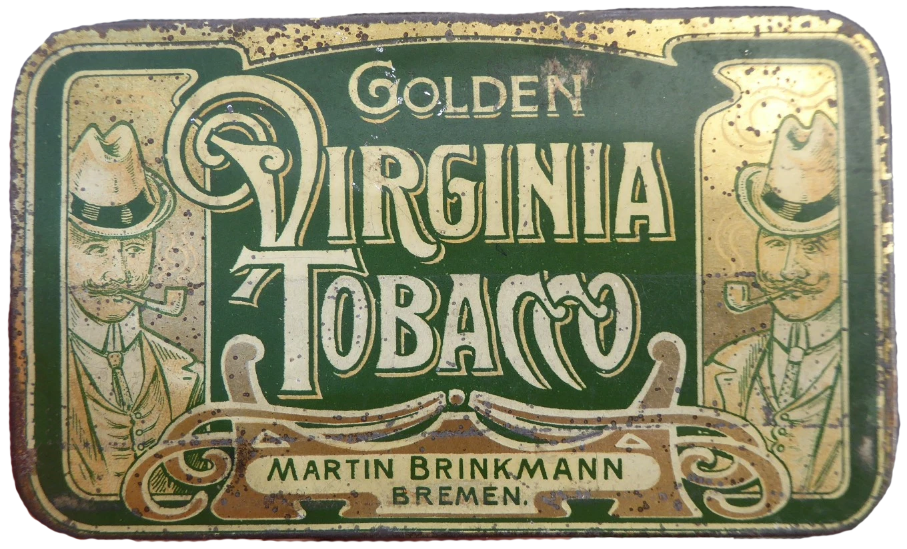 GOLDEN
VIRGINIA
TOBACCO
MARTIN BRINKMANN
BREMEN.